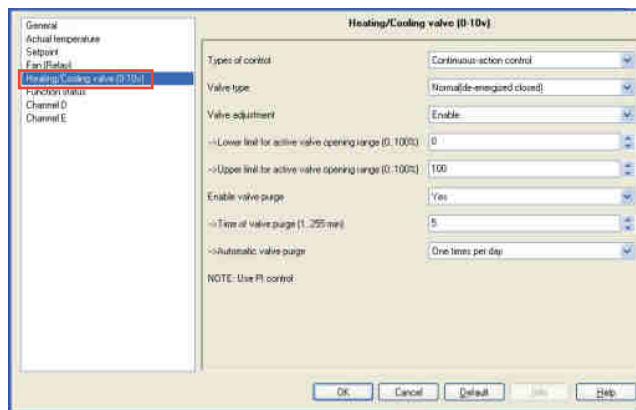 General
Actual temperature
Setpoint
Fan (Relay)
Heating/Cooling valve (0-10v)
Function status
Channel D
Channel E
Heating/Cooling valve (0-10v)
Types of control
Continuous-action control
Valve type
Normal(de-energized closed)
Valve adjustment
Enable
->Lower limit for active valve opening range (0..100%)
0
->Upper limit for active valve opening range (0..100%)
100
Enable valve purge
Yes
->Time of valve purge (1..255 min)
5
->Automatic valve purge
One times per day
NOTE: Use PI control
OK
Cancel
Default
Info
Help